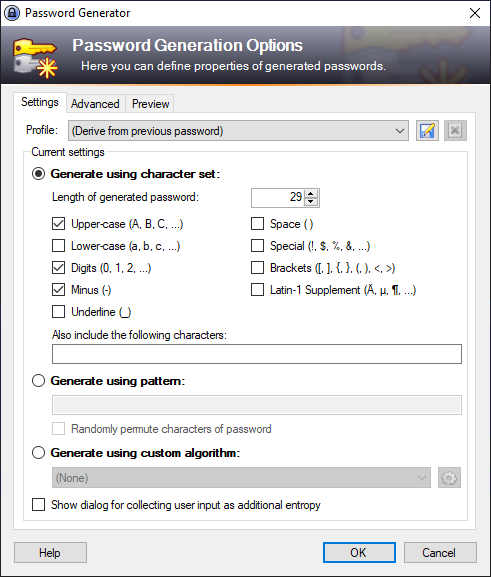 Password Generator
Password Generation Options
Here you can define properties of generated passwords.
Settings Advanced Preview
Profile: (Derive from previous password)
Current settings
Generate using character set:
Length of generated password: 29
Upper-case (A, B, C, ...) Space ( )
Lower-case (a, b, c, ...) Special (!, $, %, &, ...)
Digits (0, 1, 2, ...) Brackets ([, ], {, }, (, ), <, >)
Minus (-) Latin-1 Supplement (Ä, µ, ¶, ...)
Underline (_)
Also include the following characters:
Generate using pattern:
Randomly permute characters of password
Generate using custom algorithm:
(None)
Show dialog for collecting user input as additional entropy
Help OK Cancel